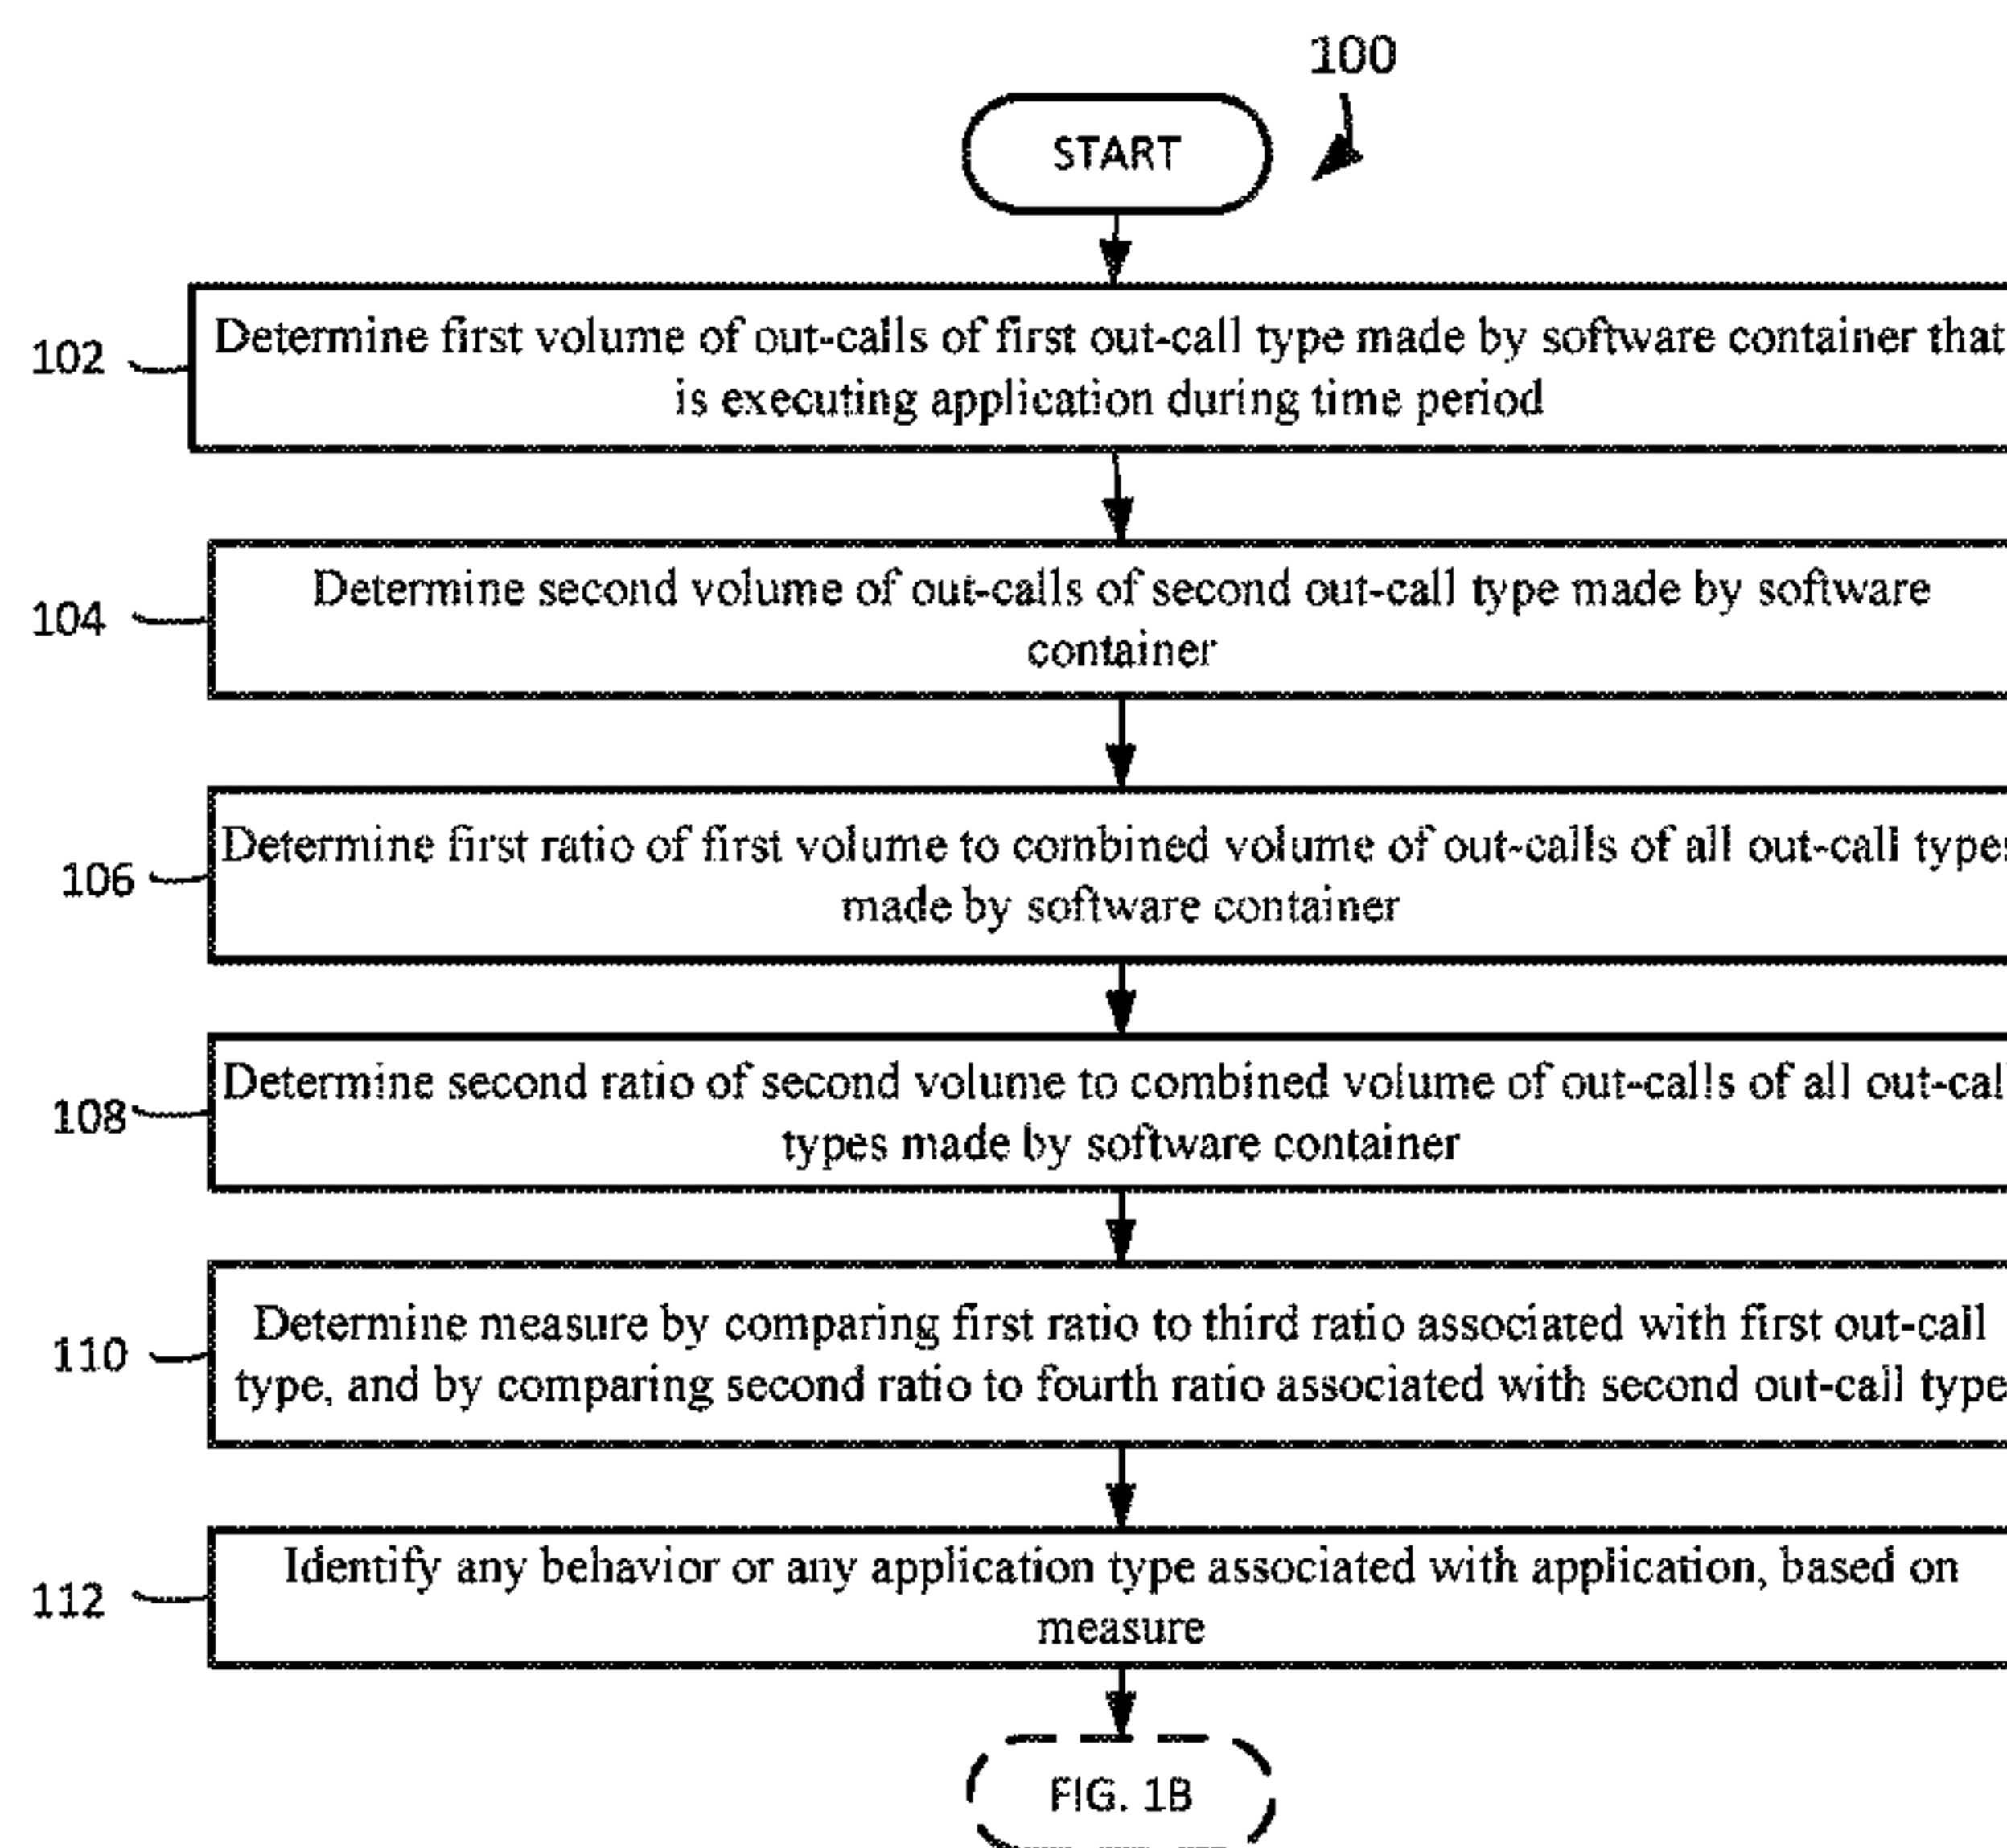 100
START
102
Determine first volume of out-calls of first out-call type made by software container that
is executing application during time period
104
Determine second volume of out-calls of second out-call type made by software
container
106
Determine first ratio of first volume to combined volume of out-calls of all out-call types
made by software container
108
Determine second ratio of second volume to combined volume of out-calls of all out-call
types made by software container
110
Determine measure by comparing first ratio to third ratio associated with first out-call
type, and by comparing second ratio to fourth ratio associated with second out-call type
112
Identify any behavior or any application type associated with application, based on
measure
FIG. 1B